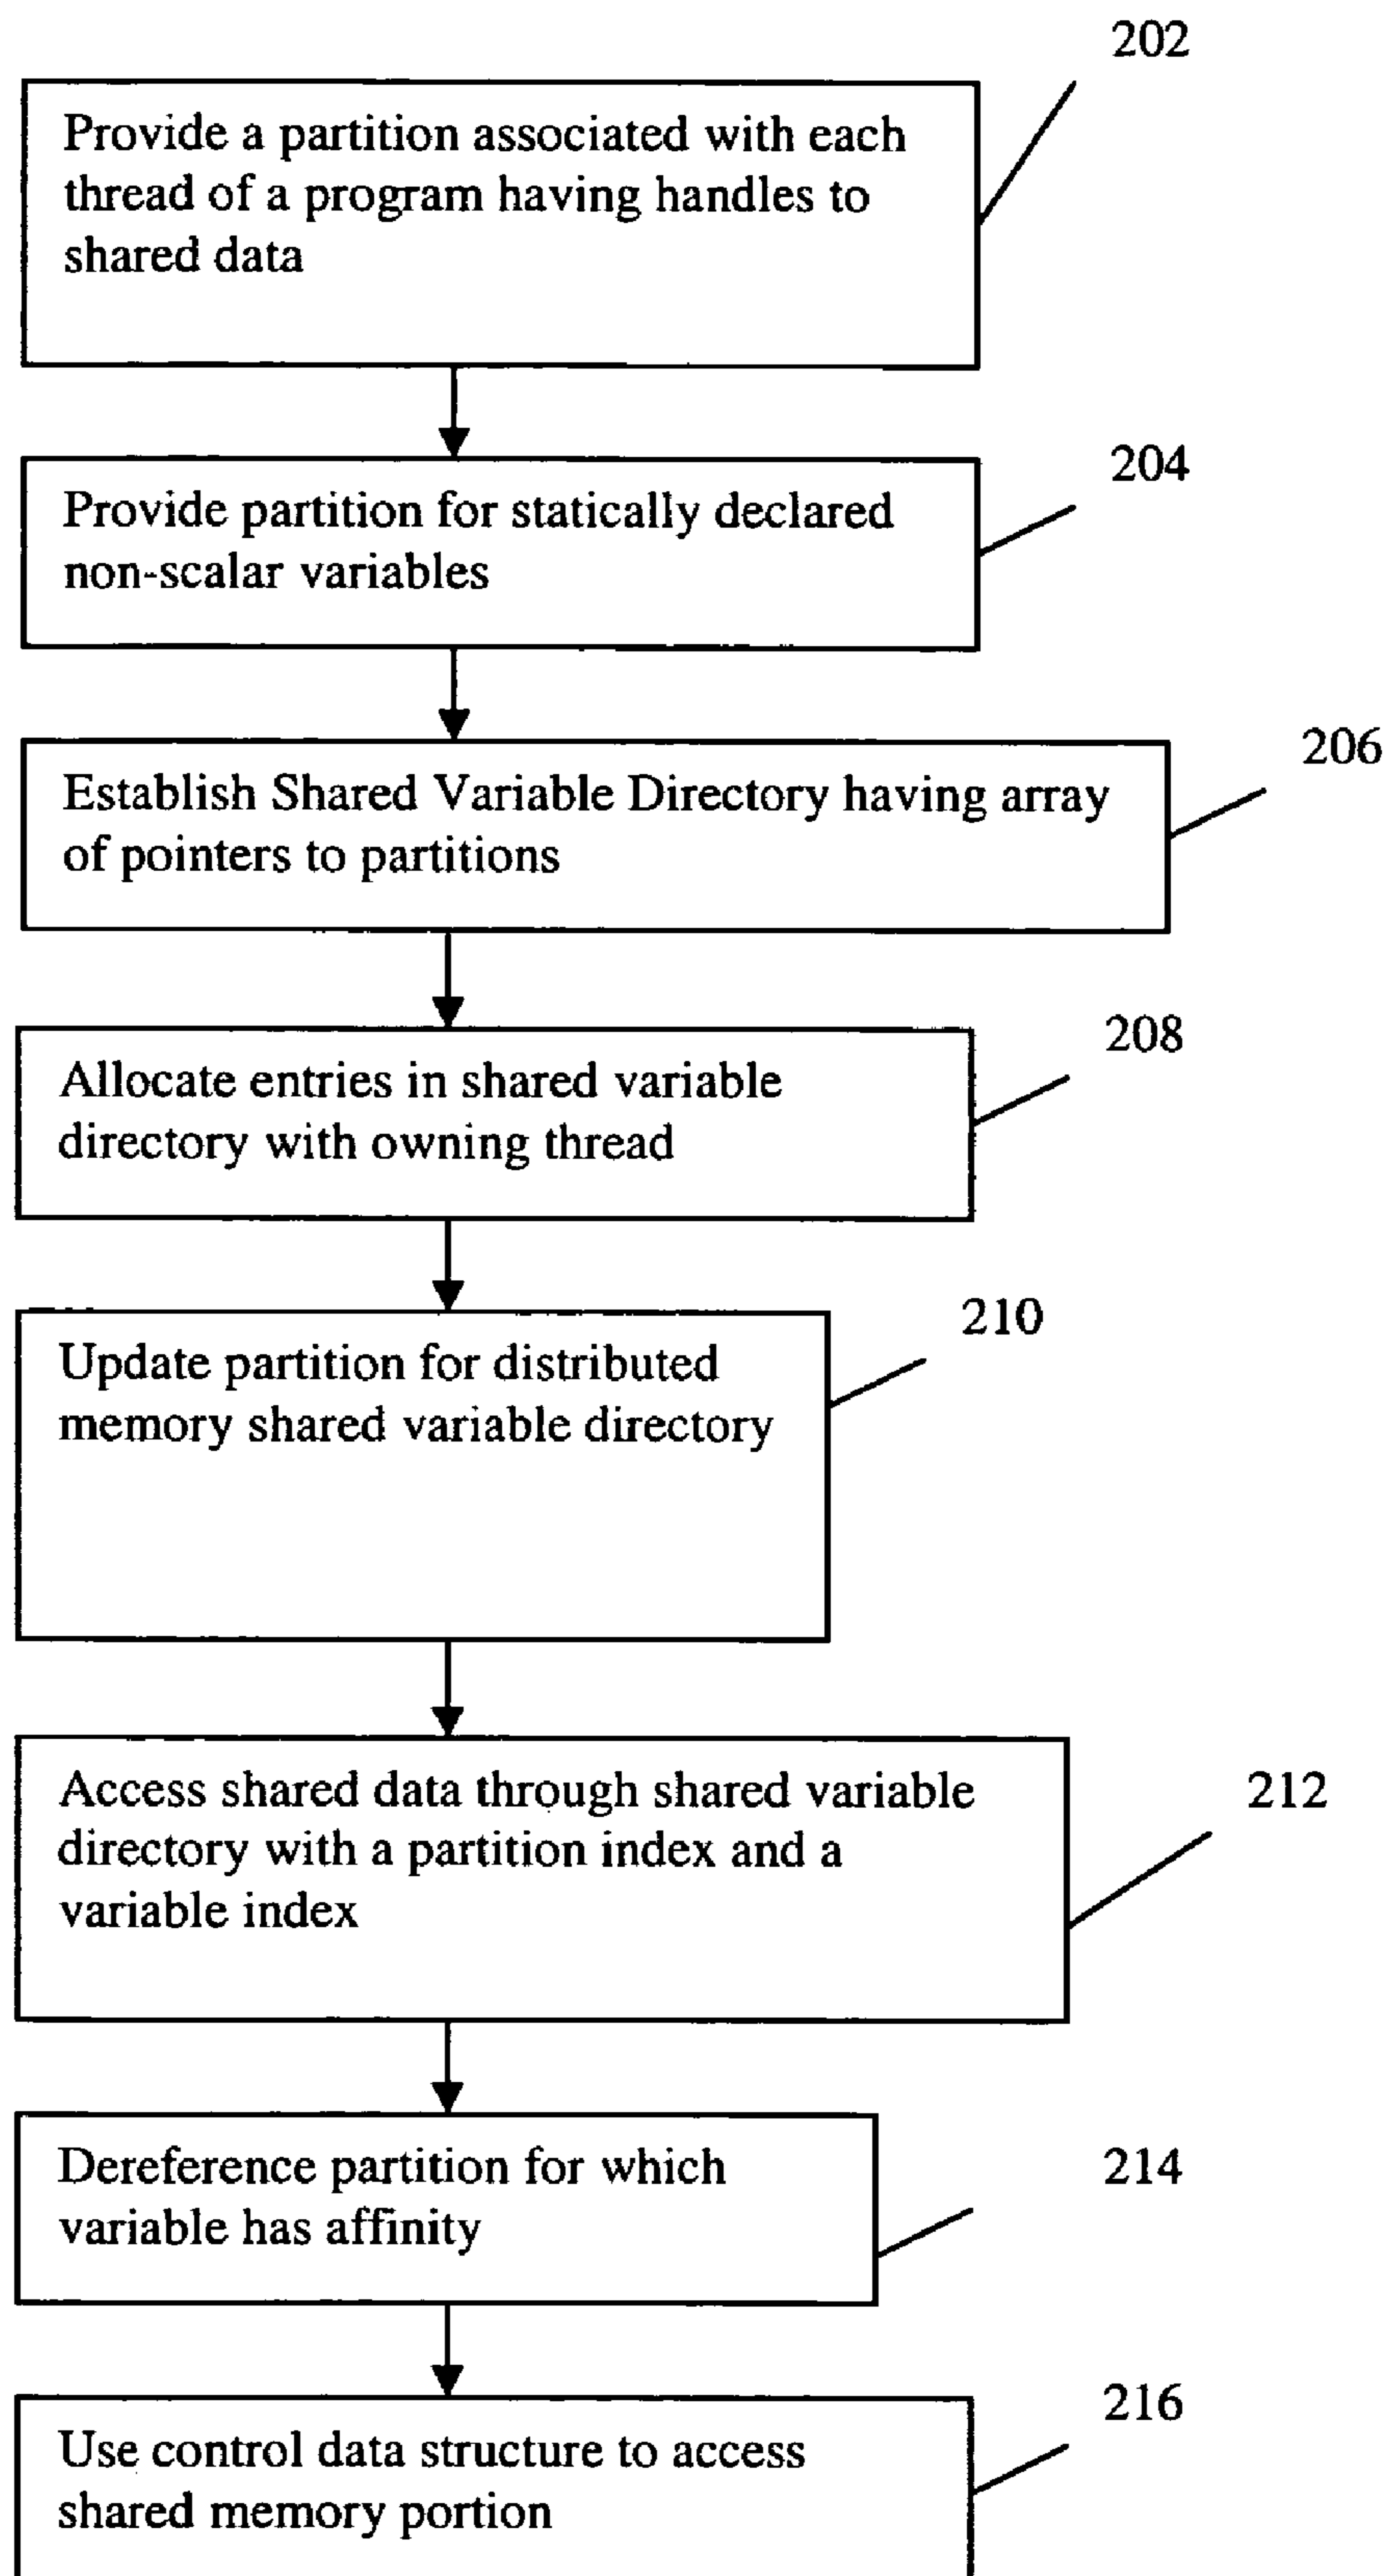 202
Provide a partition associated with each
thread of a program having handles to
shared data
204
Provide partition for statically declared
non-scalar variables
206
Establish Shared Variable Directory having array
of pointers to partitions
208
Allocate entries in shared variable
directory with owning thread
210
Update partition for distributed
memory shared variable directory
212
Access shared data through shared variable
directory with a partition index and a
variable index
214
Dereference partition for which
variable has affinity
216
Use control data structure to access
shared memory portion